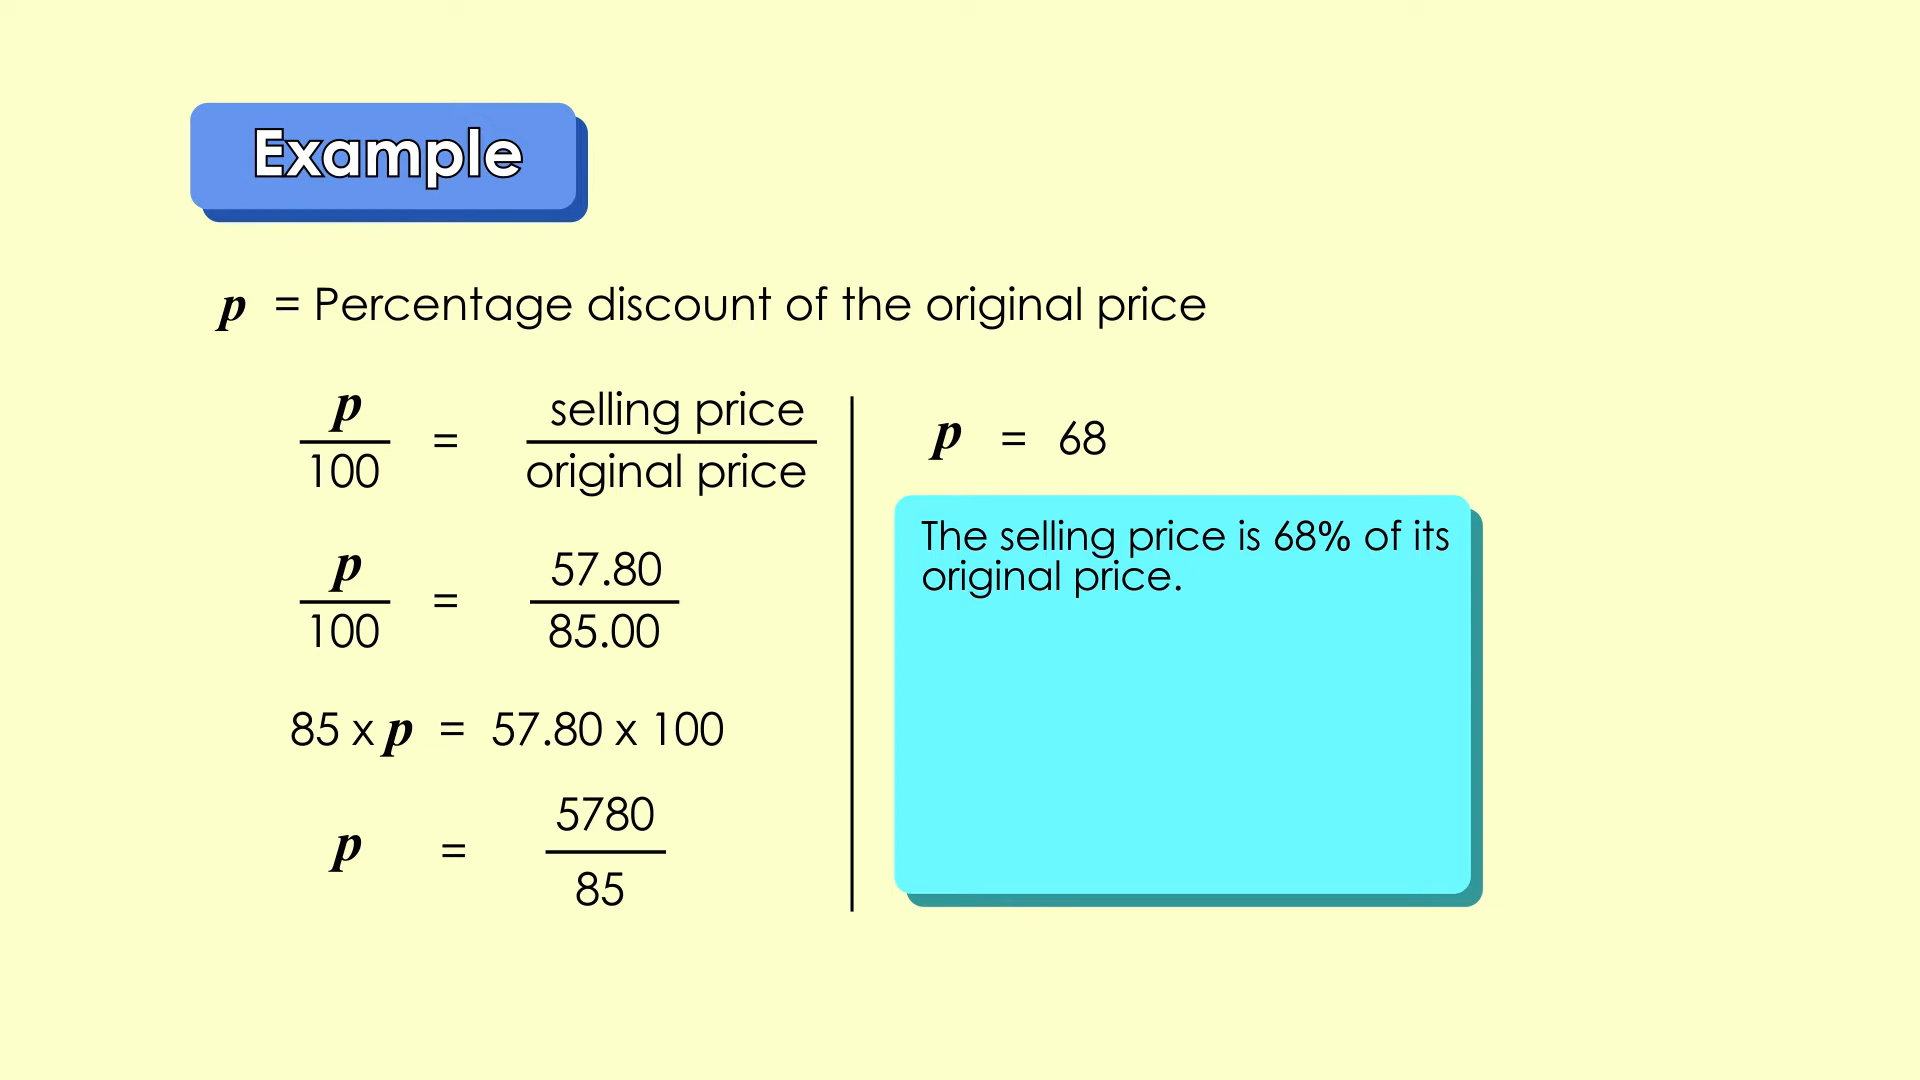 Example
p = Percentage discount of the original price
p
100
=
selling price
original price
p
100
=
57.80
85.00
85 x p = 57.80 x 100
p =
5780
85
p = 68
The selling price is 68% of its
original price.